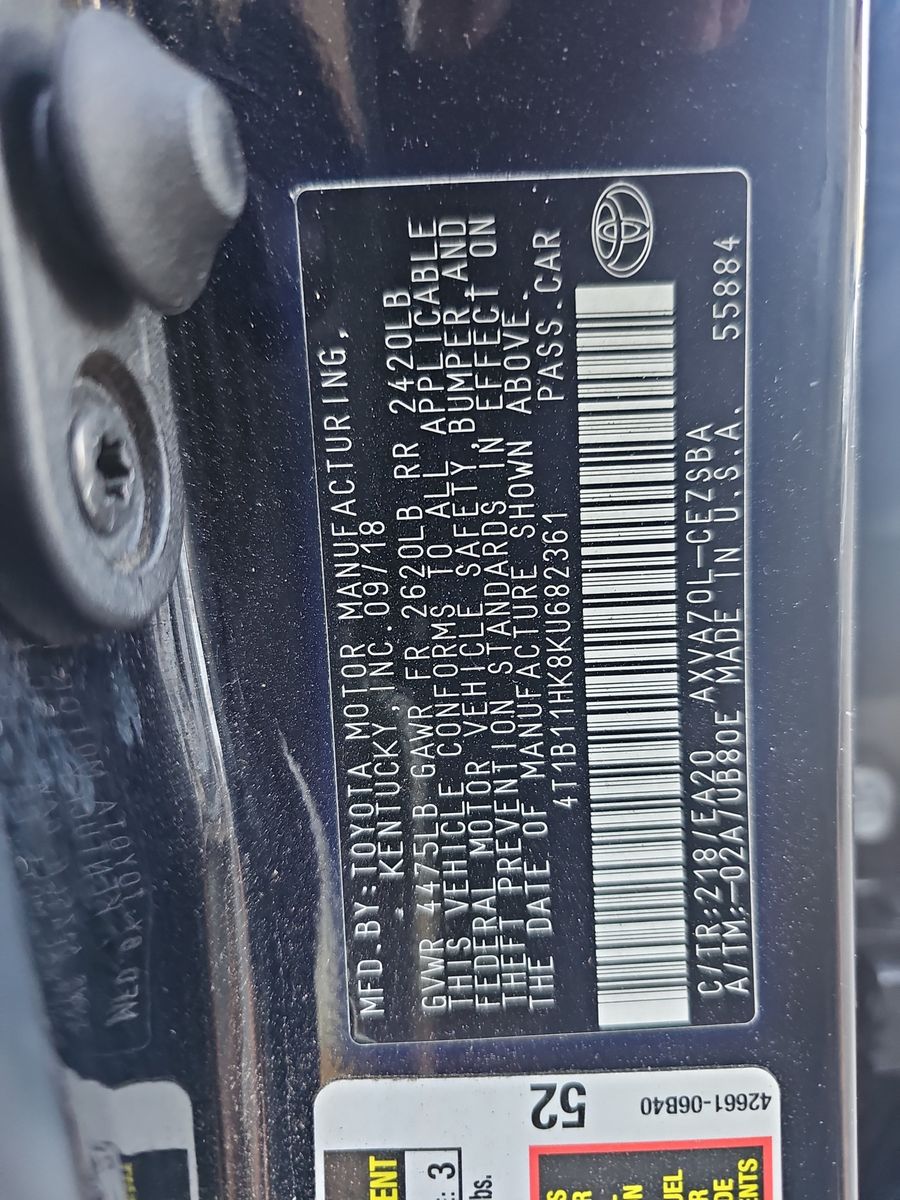 MFD.BY:TOYOTA MOTOR MANUFACTURING,
KENTUCKY,INC.09/18
GVWR 4475LB GAWR FR 2620LB RR 2420LB
THIS VEHICLE CONFORMS TO ALL APPLICABLE
FEDERAL MOTOR VEHICLE SAFETY,BUMPER,AND
THEFT PREVENTION STANDARDS IN EFFECT ON
THE DATE OF MANUFACTURE SHOWN ABOVE.
4T1B11HK8KU682361 PASS.CAR
C/TR:218/EA20 AXVA70L-CEZSBA
A/TM:-02A/UB80E MADE IN U.S.A. 55884
52
42661-06B40
3